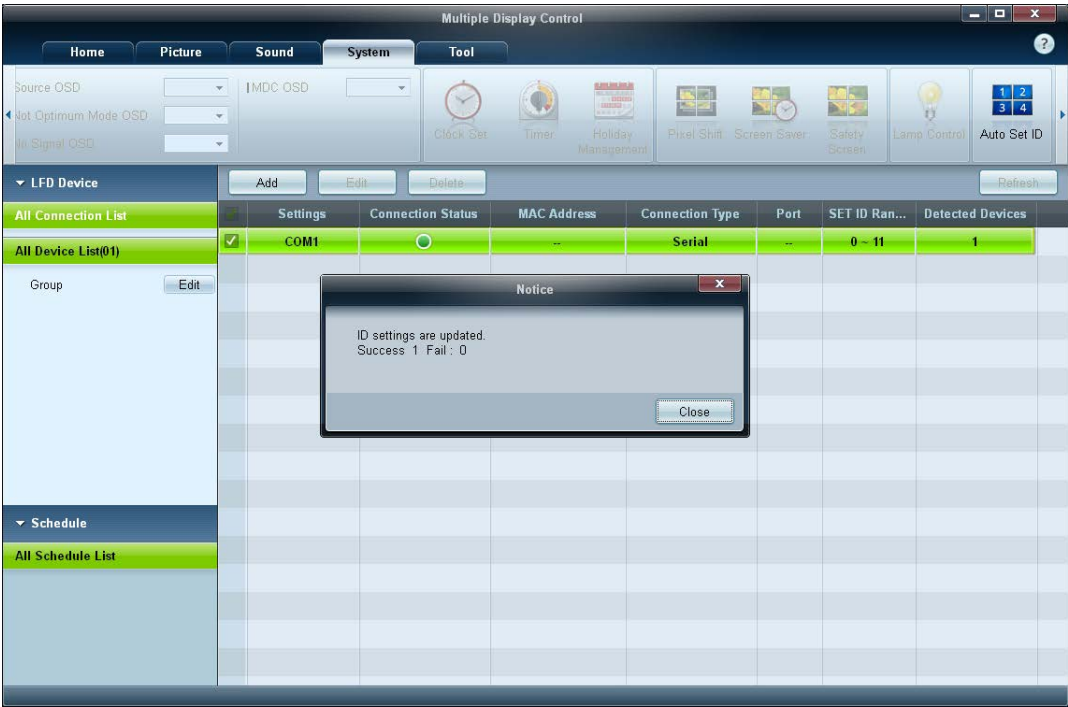 Multiple Display Control
Home Picture Sound System Tool
?
Source OSD
Not Optimum Mode OSD
No Signal OSD
MDC OSD
Clock Set
Timer
Holiday
Management
Pixel Shift
Screen Saver
Safety
Screen
Lamp Control
1 2
3 4
Auto Set ID
LFD Device
All Connection List
All Device List(01)
Group Edit
Add Edit Delete Refresh
Settings Connection Status MAC Address Connection Type Port SET ID Ran... Detected Devices
COM1 -- Serial -- 0 ~ 11 1
Notice
ID settings are updated.
Success 1 Fail : 0
Close
Schedule
All Schedule List